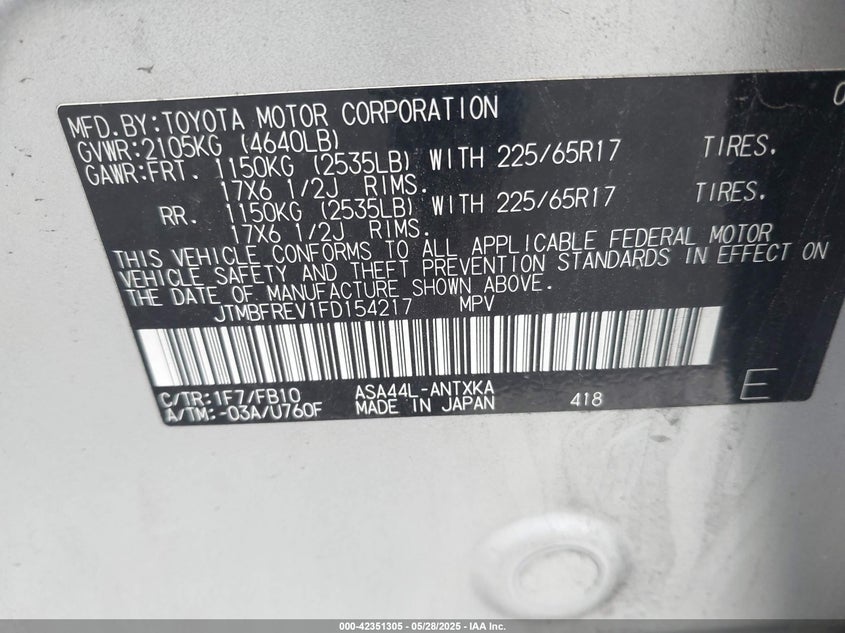 0
MFD.BY:TOYOTA MOTOR CORPORATION
GVWR:2105KG (4640LB)
GAWR:FRT. 1150KG (2535LB) WITH 225/65R17 TIRES.
17X6 1/2J RIMS.
RR. 1150KG (2535LB) WITH 225/65R17 TIRES.
17X6 1/2J RIMS.
THIS VEHICLE CONFORMS TO ALL APPLICABLE FEDERAL MOTOR
VEHICLE SAFETY AND THEFT PREVENTION STANDARDS IN EFFECT ON
THE DATE OF MANUFACTURE SHOWN ABOVE.
JTMBFREV1FD154217 MPV
C/TR:1F7/FB10 ASA44L-ANTXKA
A/TM:-03A/U760F MADE IN JAPAN 418 E
000-42351305 — 05/28/2025 — IAA Inc.